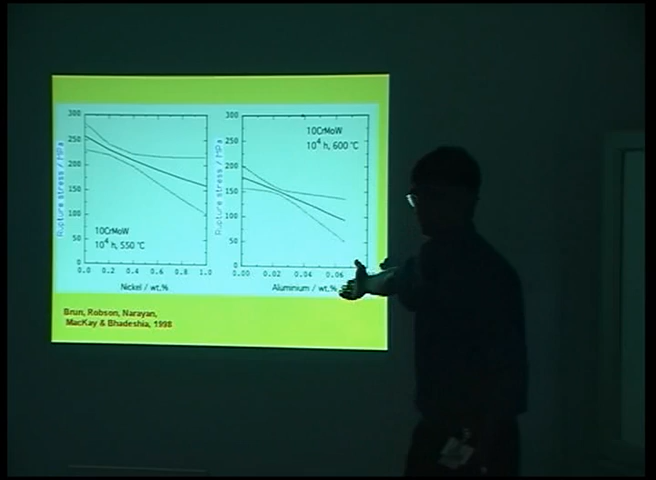 300
250
200
150
100
50
0
Rupture stress / MPa
10CrMoW
10⁴ h, 550 °C
0.0 0.2 0.4 0.6 0.8 1.0
Nickel / wt.%
300
250
200
150
100
50
0
Rupture stress / MPa
10CrMoW
10⁴ h, 600 °C
0.00 0.02 0.04 0.06
Aluminium / wt.%
Brun, Robson, Narayan,
MacKay & Bhadeshia, 1998